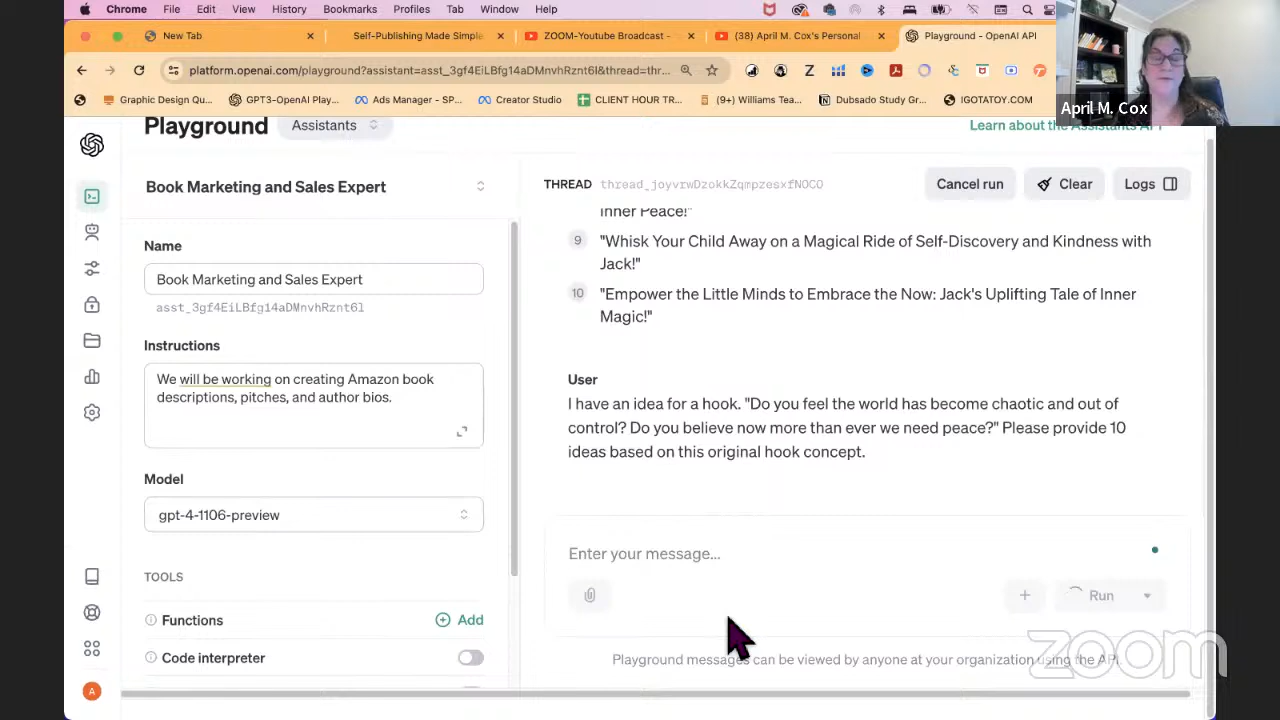 Chrome File Edit View History Bookmarks Profiles Tab Window Help
New Tab Self-Publishing Made Simple ZOOM-Youtube Broadcast - (38) April M. Cox's Personal Playground - OpenAI API
platform.openai.com/playground?assistant=asst_3gf4EiLBfg14aDMnvhRznt6l&thread=thr...
Graphic Design Qu... GPT3-OpenAI Play... Ads Manager - SP... Creator Studio CLIENT HOUR TR... (9+) Williams Tea... Dubsado Study Gr... IGOTATOY.COM
April M. Cox
Playground Assistants Learn about the Assistants API
Book Marketing and Sales Expert
THREAD thread_joyvrwDzokkZqmpzesxfNOCO Cancel run Clear Logs
Inner Peace!"
9 "Whisk Your Child Away on a Magical Ride of Self-Discovery and Kindness with
Jack!"
10 "Empower the Little Minds to Embrace the Now: Jack's Uplifting Tale of Inner
Magic!"
Name
Book Marketing and Sales Expert
asst_3gf4EiLBfg14aDMnvhRznt6l
Instructions
We will be working on creating Amazon book
descriptions, pitches, and author bios.
Model
gpt-4-1106-preview
TOOLS
Functions Add
Code interpreter
User
I have an idea for a hook. "Do you feel the world has become chaotic and out of
control? Do you believe now more than ever we need peace?" Please provide 10
ideas based on this original hook concept.
Enter your message...
Run
Playground messages can be viewed by anyone at your organization using the API.
A
zoom